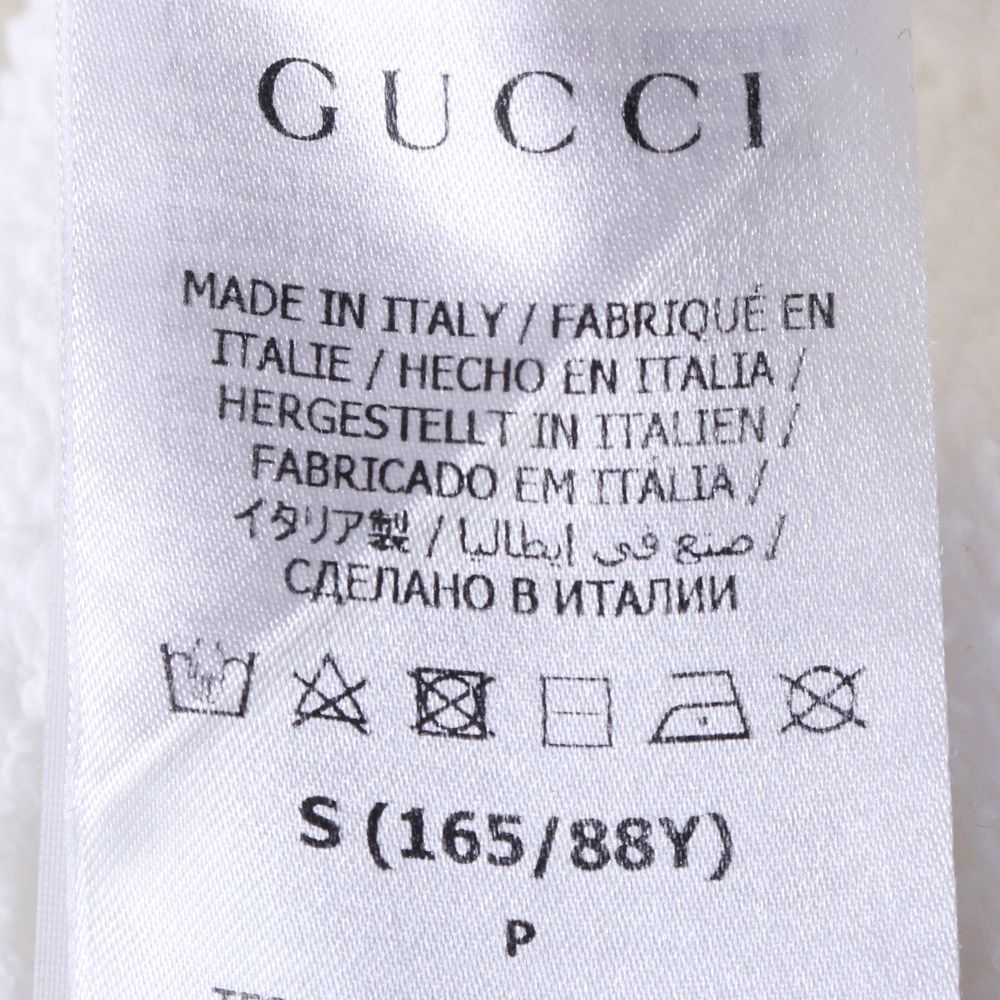 GUCCI
MADE IN ITALY / FABRIQUÉ EN
ITALIE / HECHO EN ITALIA /
HERGESTELLT IN ITALIEN /
FABRICADO EM ITÁLIA /
イタリア製 / صنع في إيطاليا /
СДЕЛАНО В ИТАЛИИ
S (165/88Y)
P